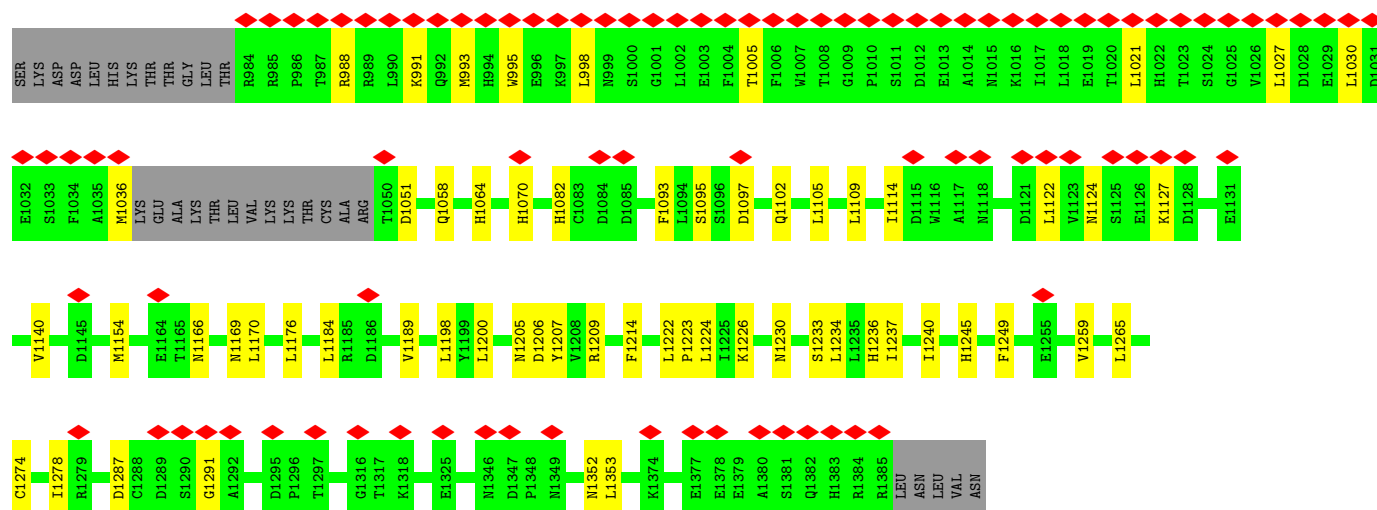 SER LYS ASP ASP LEU HIS LYS THR THR GLY LEU THR R984 R985 P986 T987 R988 R989 L990 K991 Q992 M993 H994 W995 E996 K997 L998 N999 S1000 G1001 L1002 E1003 F1004 T1005 F1006 W1007 T1008 G1009 P1010 S1011 D1012 E1013 A1014 N1015 K1016 I1017 L1018 E1019 T1020 L1021 H1022 T1023 S1024 G1025 V1026 L1027 D1028 E1029 L1030 D1031
E1032 S1033 F1034 A1035 M1036 LYS GLU ALA LYS THR LEU VAL LYS LYS THR CYS ALA ARG T1050 D1051 Q1058 H1064 H1070 H1082 C1083 D1084 D1085 F1093 L1094 S1095 S1096 D1097 Q1102 L1105 L1109 I1114 D1115 W1116 A1117 N1118 D1121 L1122 V1123 N1124 S1125 E1126 K1127 D1128 E1131
V1140 D1145 M1154 E1164 T1165 N1166 N1169 L1170 L1176 L1184 R1185 D1186 V1189 L1198 Y1199 L1200 N1205 D1206 Y1207 V1208 R1209 F1214 L1222 P1223 L1224 I1225 K1226 N1230 S1233 L1234 L1235 H1236 I1237 I1240 H1245 F1249 E1255 V1259 L1265
C1274 I1278 R1279 D1287 C1288 D1289 S1290 G1291 A1292 D1295 P1296 T1297 G1316 T1317 K1318 E1325 N1346 D1347 P1348 N1349 N1352 L1353 K1374 E1377 E1378 E1379 A1380 S1381 Q1382 H1383 R1384 R1385 LEU ASN LEU VAL ASN